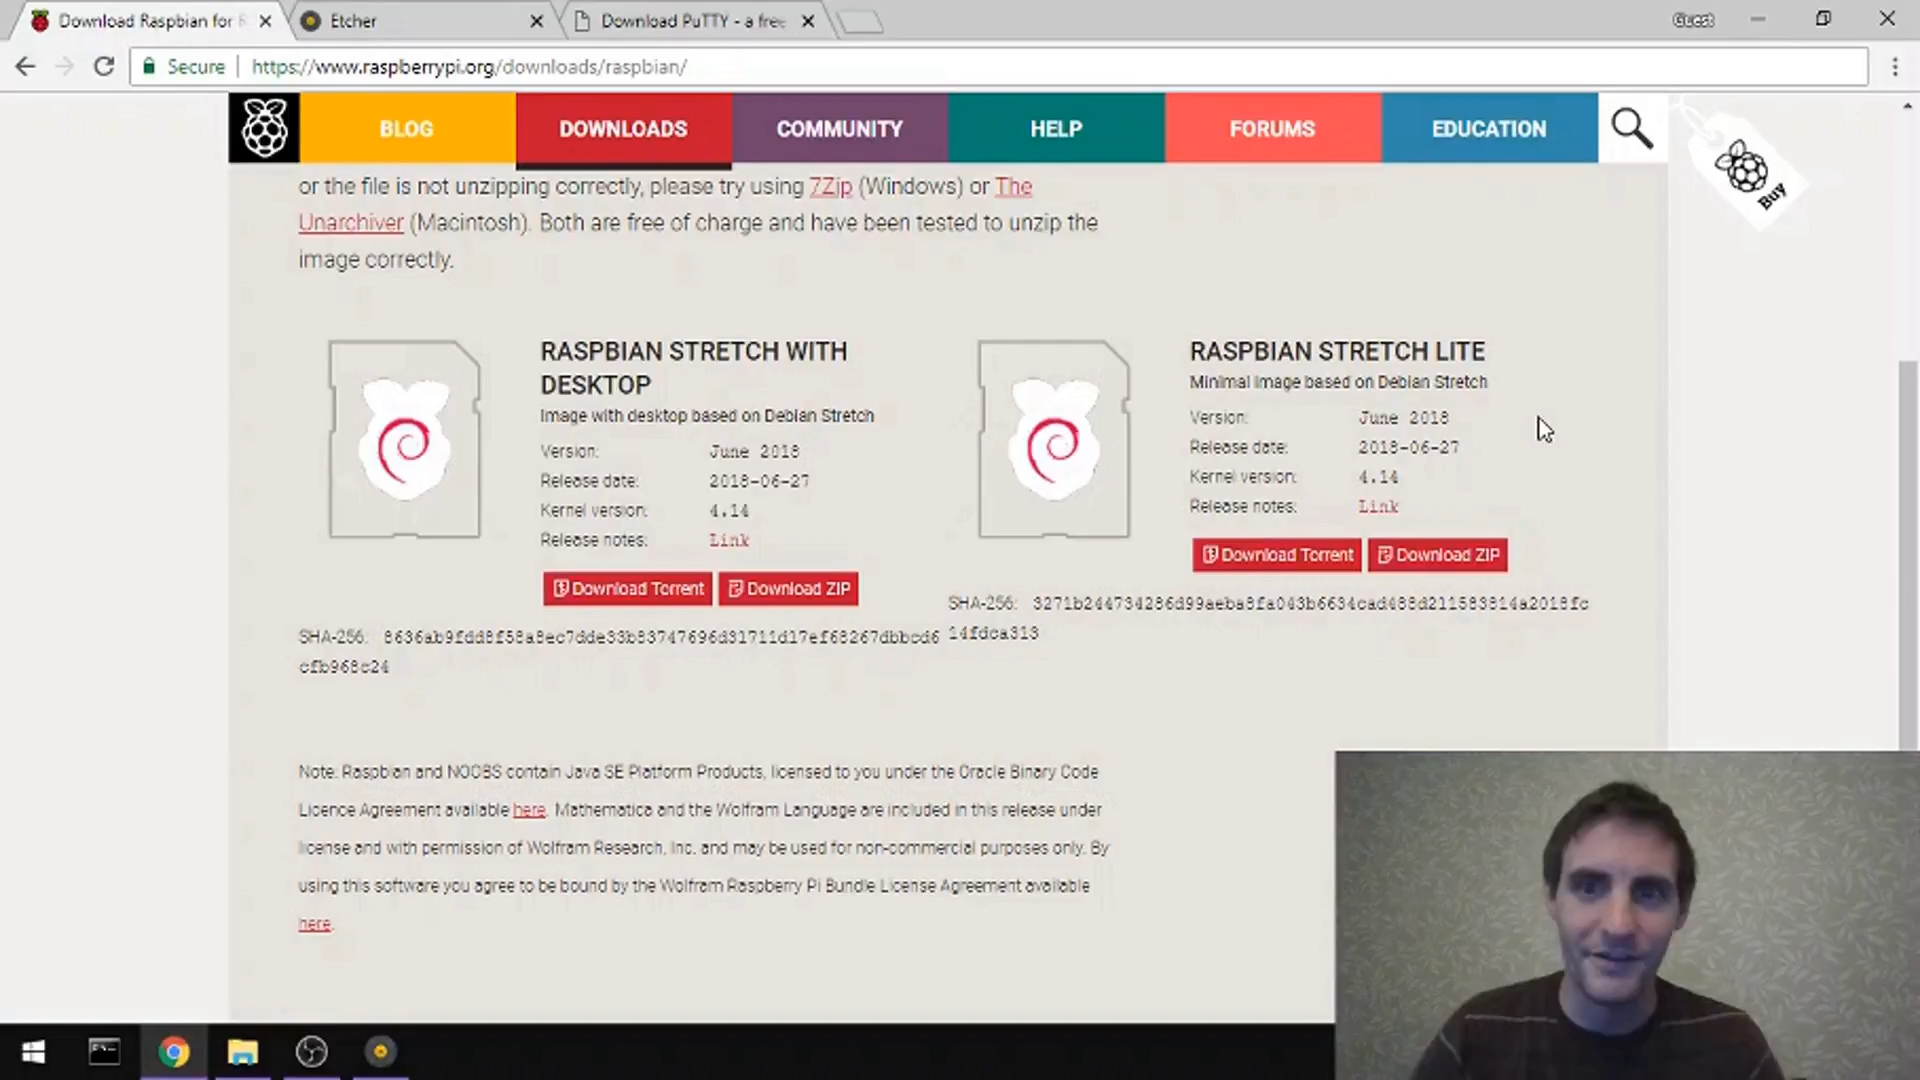 Download Raspbian for R
Etcher
Download PuTTY - a free
Guest
Secure
https://www.raspberrypi.org/downloads/raspbian/
BLOG
DOWNLOADS
COMMUNITY
HELP
FORUMS
EDUCATION
Buy
or the file is not unzipping correctly, please try using 7Zip (Windows) or The
Unarchiver (Macintosh). Both are free of charge and have been tested to unzip the
image correctly.
RASPBIAN STRETCH WITH
DESKTOP
Image with desktop based on Debian Stretch
Version: June 2018
Release date: 2018-06-27
Kernel version: 4.14
Release notes: Link
Download Torrent
Download ZIP
SHA-256: 8636ab9fdd8f58a8ec7dde33b83747696d31711d17ef68267dbbcd6
cfb968c24
RASPBIAN STRETCH LITE
Minimal image based on Debian Stretch
Version: June 2018
Release date: 2018-06-27
Kernel version: 4.14
Release notes: Link
Download Torrent
Download ZIP
SHA-256: 3271b244734286d99aeba8fa043b6634cad488d211583814a2018fc
14fdca313
Note: Raspbian and NOOBS contain Java SE Platform Products, licensed to you under the Oracle Binary Code
Licence Agreement available here. Mathematica and the Wolfram Language are included in this release under
license and with permission of Wolfram Research, Inc. and may be used for non-commercial purposes only. By
using this software you agree to be bound by the Wolfram Raspberry Pi Bundle License Agreement available
here.